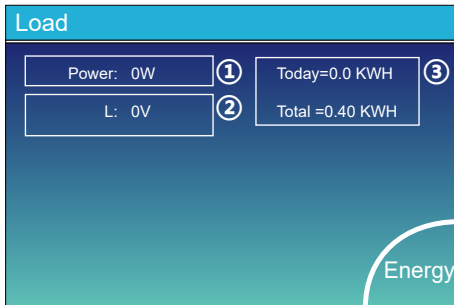 Load
Power: 0W
①
L: 0V
②
Today=0.0 KWH
③
Total =0.40 KWH
Energy